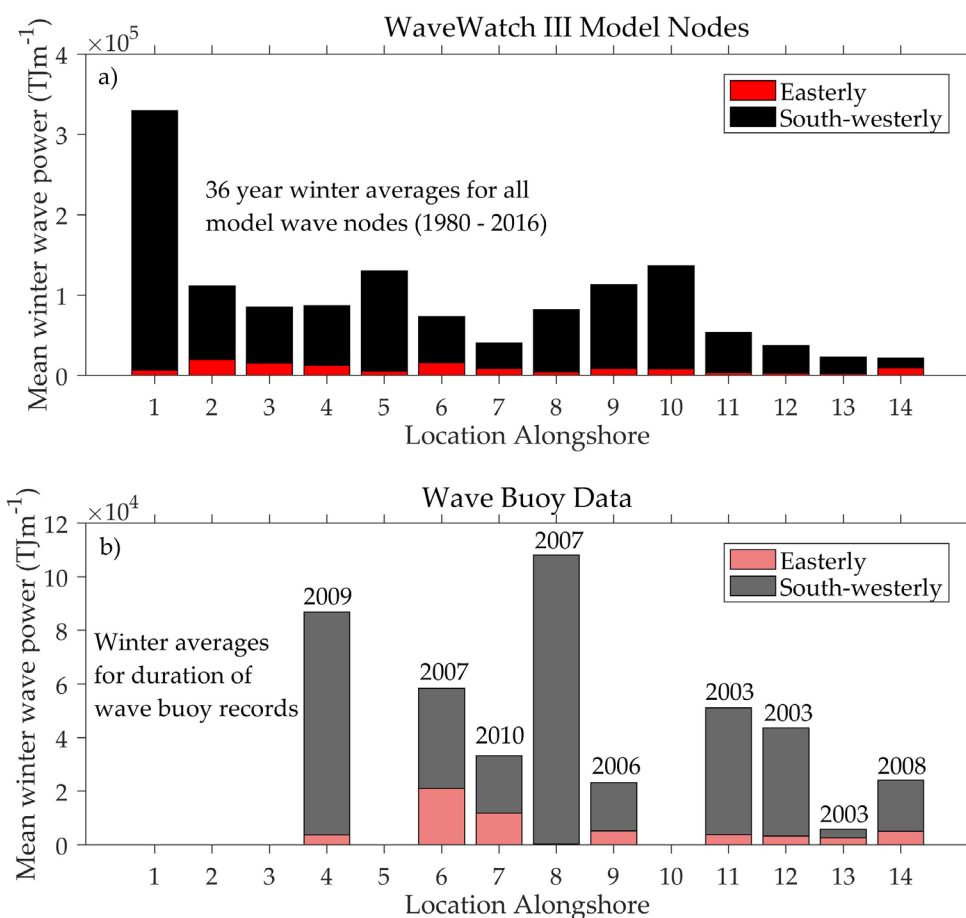 WaveWatch III Model Nodes
×10⁵
a)
Easterly
South-westerly
36 year winter averages for all
model wave nodes (1980 - 2016)
Mean winter wave power (TJm⁻¹)
4
3
2
1
0
1 2 3 4 5 6 7 8 9 10 11 12 13 14
Location Alongshore
Wave Buoy Data
×10⁴
b)
Easterly
South-westerly
Winter averages
for duration of
wave buoy records
Mean winter wave power (TJm⁻¹)
12
10
8
6
4
2
0
2009
2007
2010
2007
2006
2003
2003
2003
2008
1 2 3 4 5 6 7 8 9 10 11 12 13 14
Location Alongshore